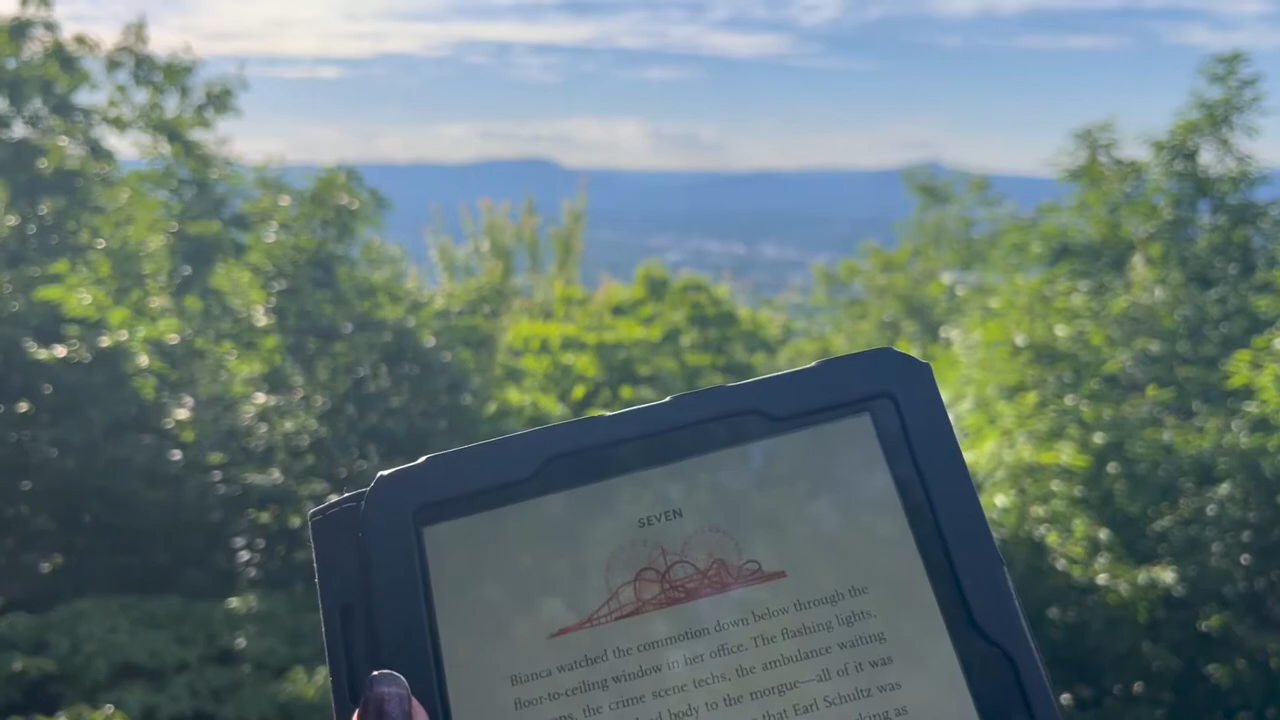 SEVEN
Bianca watched the commotion down below through the
floor-to-ceiling window in her office. The flashing lights,
the crime scene techs, the ambulance waiting
body to the morgue—all of it was
that Earl Schultz was
as